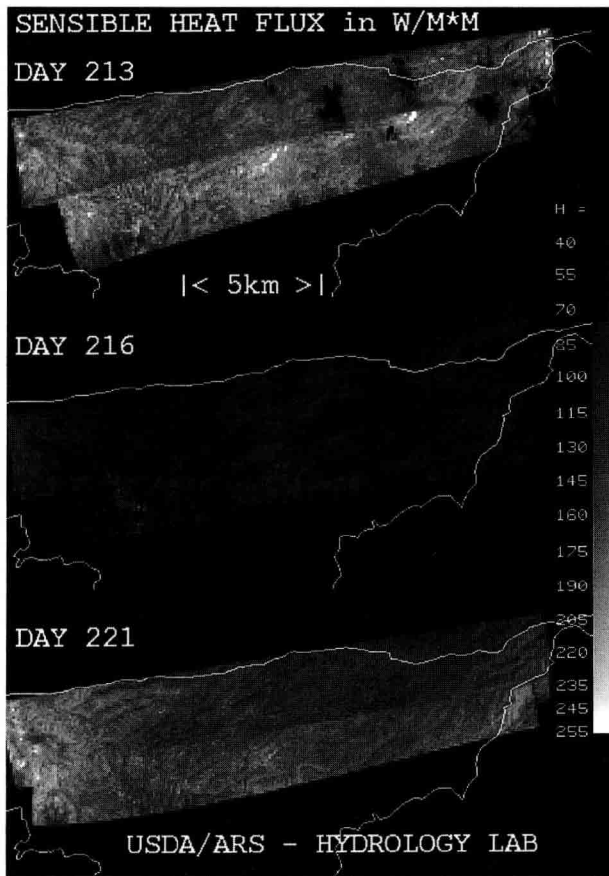 SENSIBLE HEAT FLUX in W/M*M
DAY 213
H =
40
55
|< 5km >|
70
DAY 216
85
100
115
130
145
160
175
190
205
DAY 221
220
235
245
255
USDA/ARS - HYDROLOGY LAB